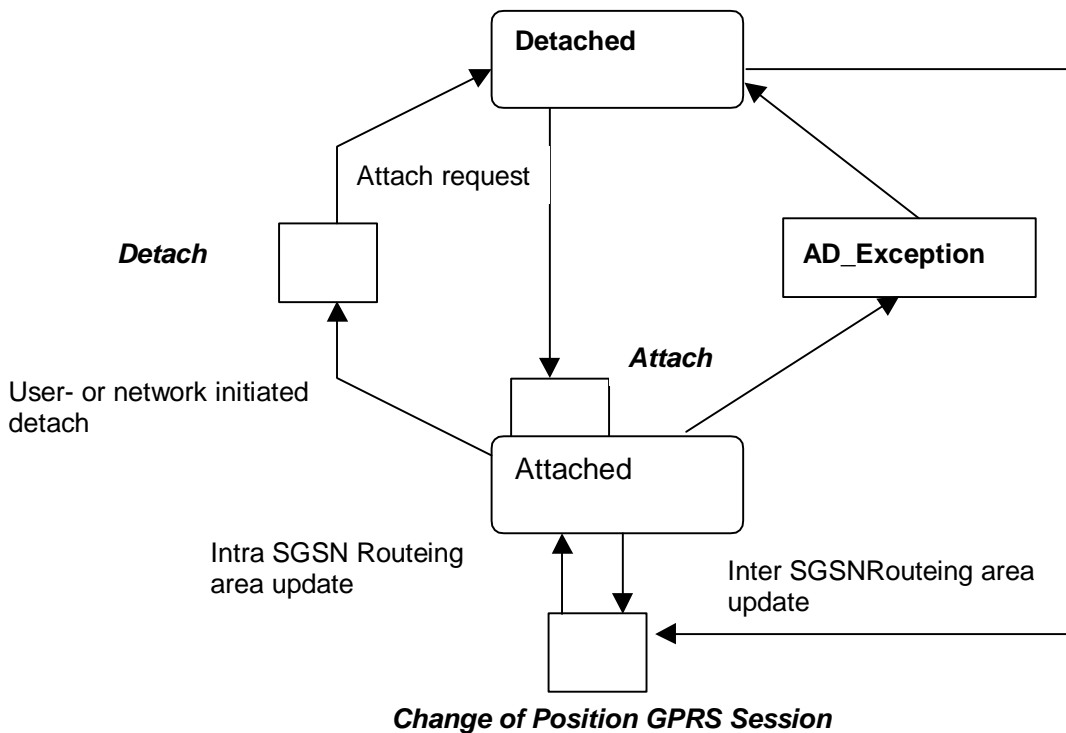 Detached
Attach request
Detach
AD_Exception
Attach
User- or network initiated
detach
Attached
Intra SGSN Routeing
area update
Inter SGSNRouteing area
update
Change of Position GPRS Session